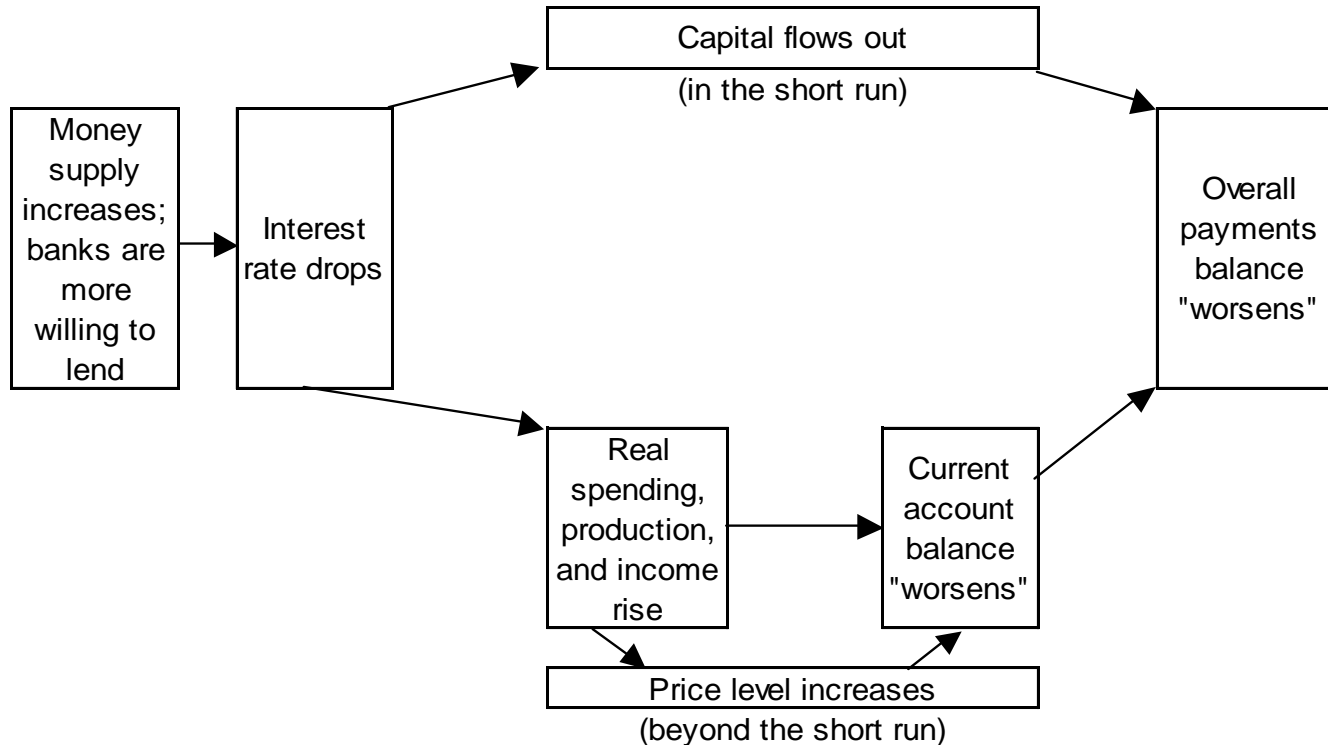 Capital flows out
(in the short run)
Money
supply
increases;
banks are
more
willing to
lend
Interest
rate drops
Overall
payments
balance
"worsens"
Real
spending,
production,
and income
rise
Current
account
balance
"worsens"
Price level increases
(beyond the short run)